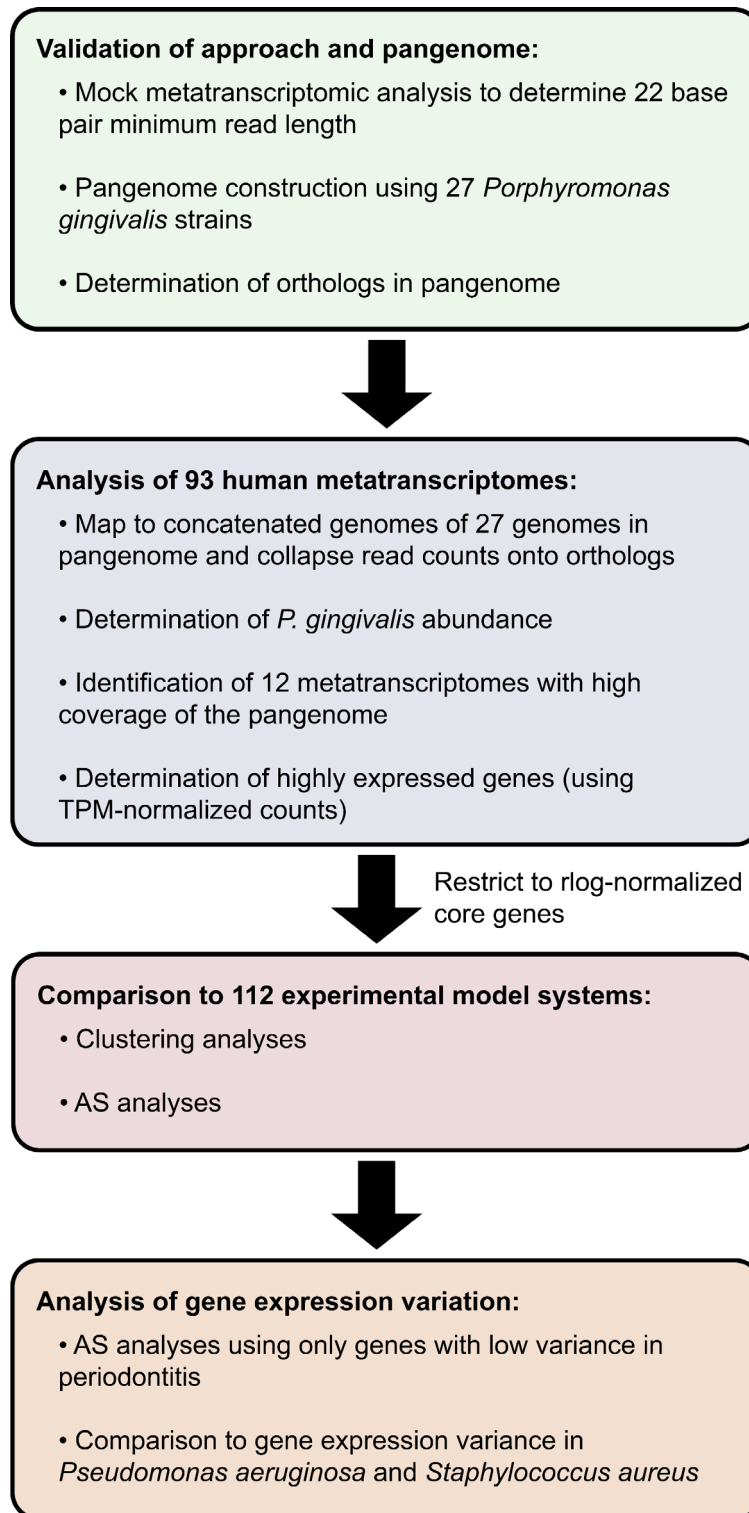 Validation of approach and pangenome:
• Mock metatranscriptomic analysis to determine 22 base
pair minimum read length
• Pangenome construction using 27 Porphyromonas
gingivalis strains
• Determination of orthologs in pangenome
Analysis of 93 human metatranscriptomes:
• Map to concatenated genomes of 27 genomes in
pangenome and collapse read counts onto orthologs
• Determination of P. gingivalis abundance
• Identification of 12 metatranscriptomes with high
coverage of the pangenome
• Determination of highly expressed genes (using
TPM-normalized counts)
Restrict to rlog-normalized
core genes
Comparison to 112 experimental model systems:
• Clustering analyses
• AS analyses
Analysis of gene expression variation:
• AS analyses using only genes with low variance in
periodontitis
• Comparison to gene expression variance in
Pseudomonas aeruginosa and Staphylococcus aureus